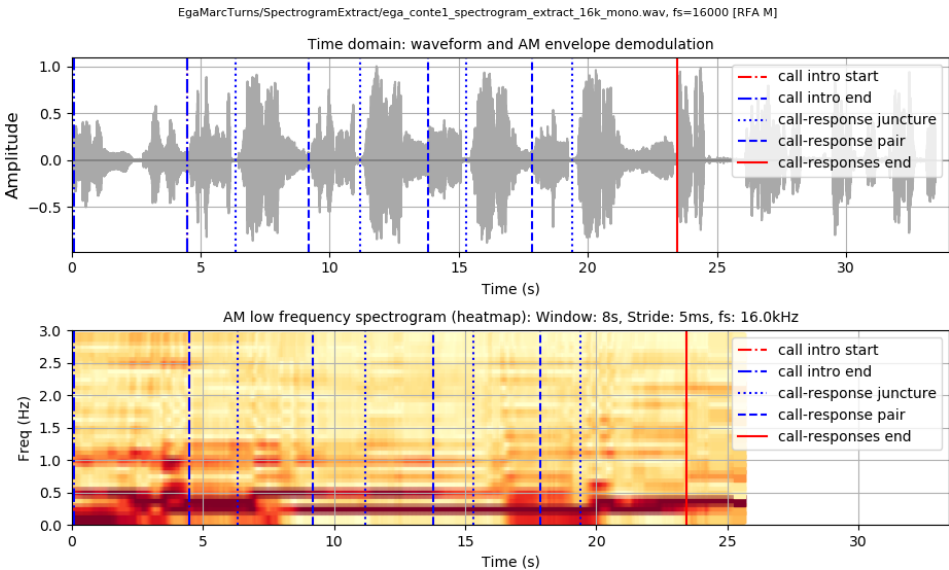 EgaMarcTurns/SpectrogramExtract/ega_conte1_spectrogram_extract_16k_mono.wav, fs=16000 [RFA M]
Time domain: waveform and AM envelope demodulation
Amplitude
1.0
0.5
0.0
−0.5
call intro start
call intro end
call-response juncture
call-response pair
call-responses end
0 5 10 15 20 25 30
Time (s)
AM low frequency spectrogram (heatmap): Window: 8s, Stride: 5ms, fs: 16.0kHz
Freq (Hz)
3.0
2.5
2.0
1.5
1.0
0.5
0.0
call intro start
call intro end
call-response juncture
call-response pair
call-responses end
0 5 10 15 20 25 30
Time (s)